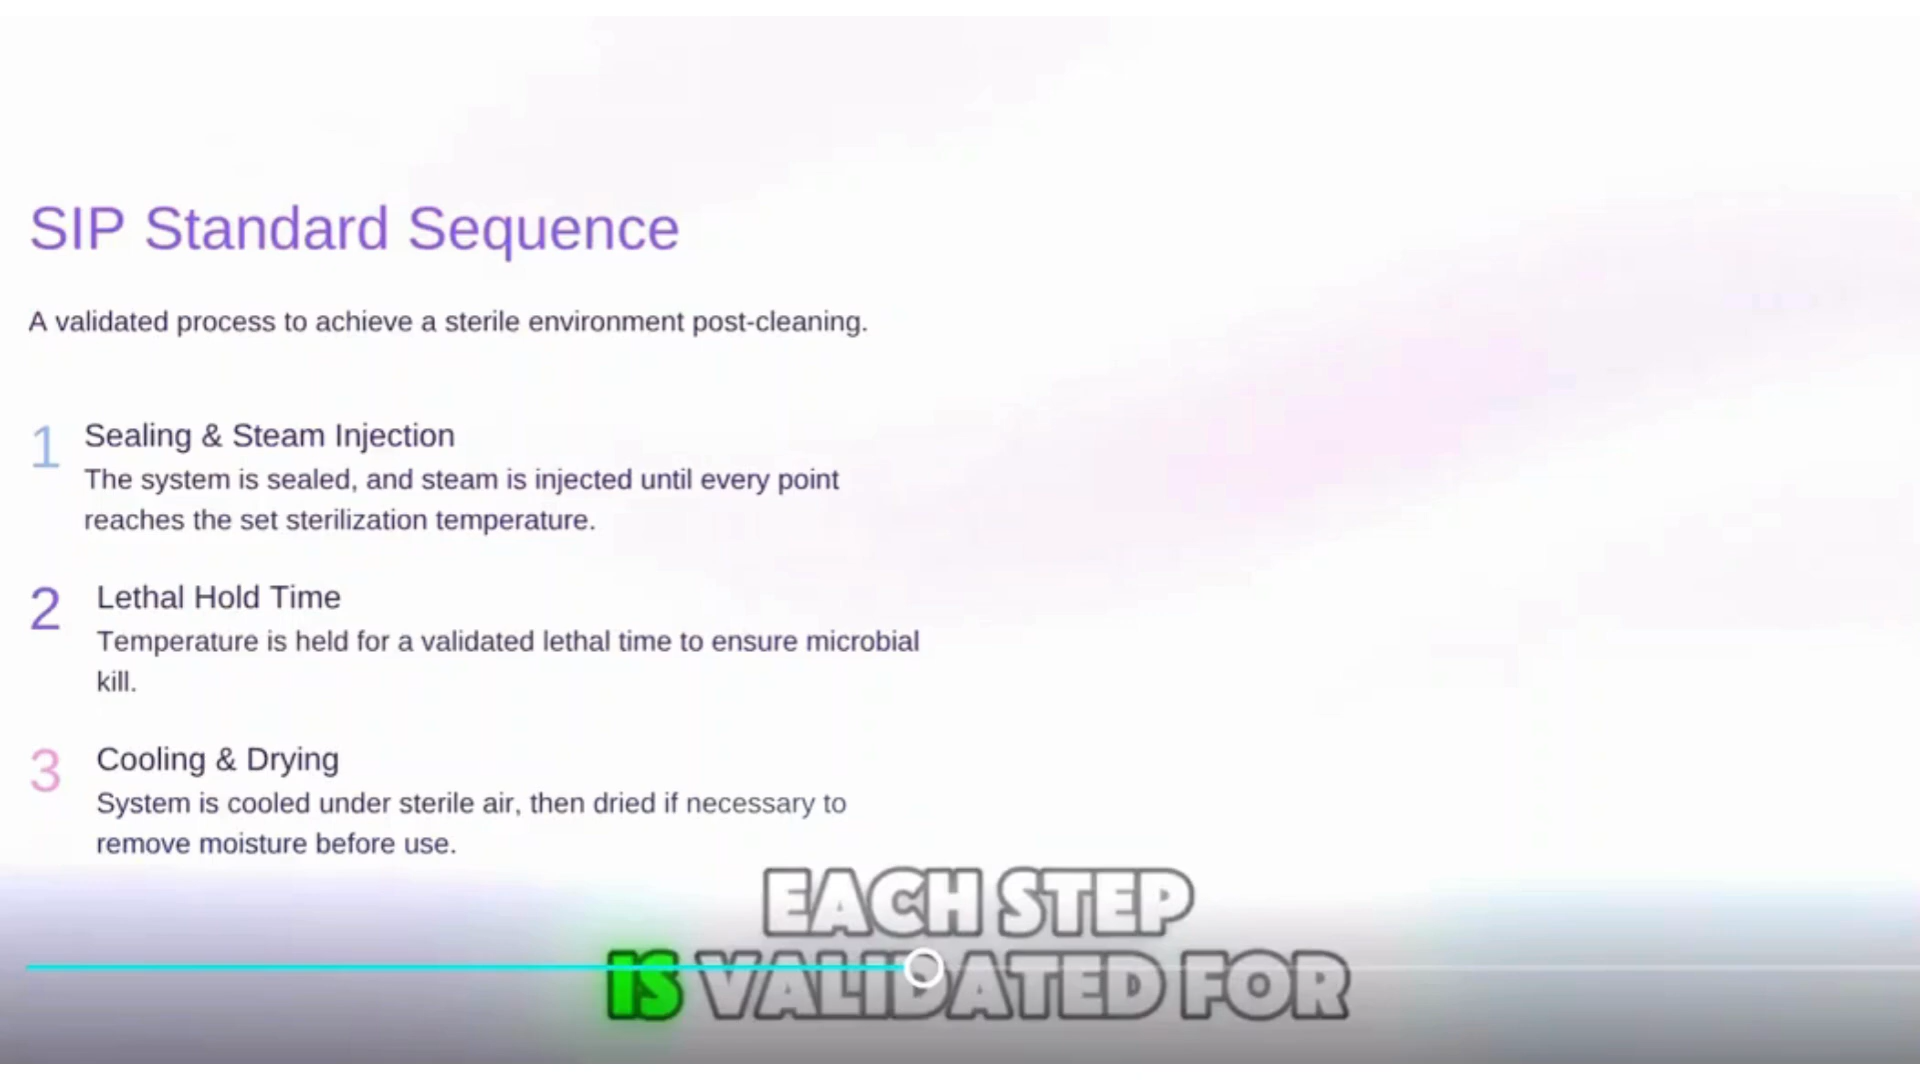 SIP Standard Sequence
A validated process to achieve a sterile environment post-cleaning.
1 Sealing & Steam Injection
The system is sealed, and steam is injected until every point
reaches the set sterilization temperature.
2 Lethal Hold Time
Temperature is held for a validated lethal time to ensure microbial
kill.
3 Cooling & Drying
System is cooled under sterile air, then dried if necessary to
remove moisture before use.
EACH STEP
IS VALIDATED FOR